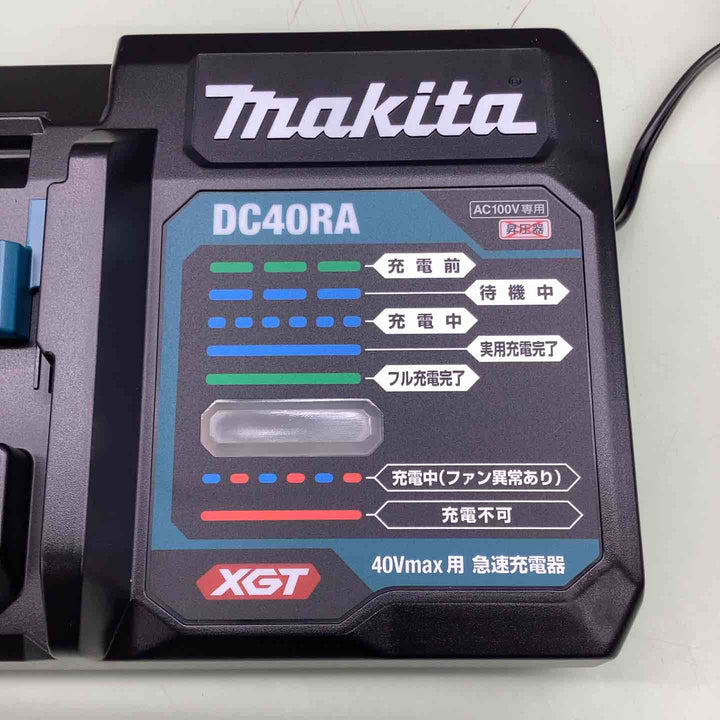 makita®
DC40RA
AC100V専用
昇圧器
充電前
待機中
充電中
実用充電完了
フル充電完了
充電中(ファン異常あり)
充電不可
XGT
40Vmax用 急速充電器